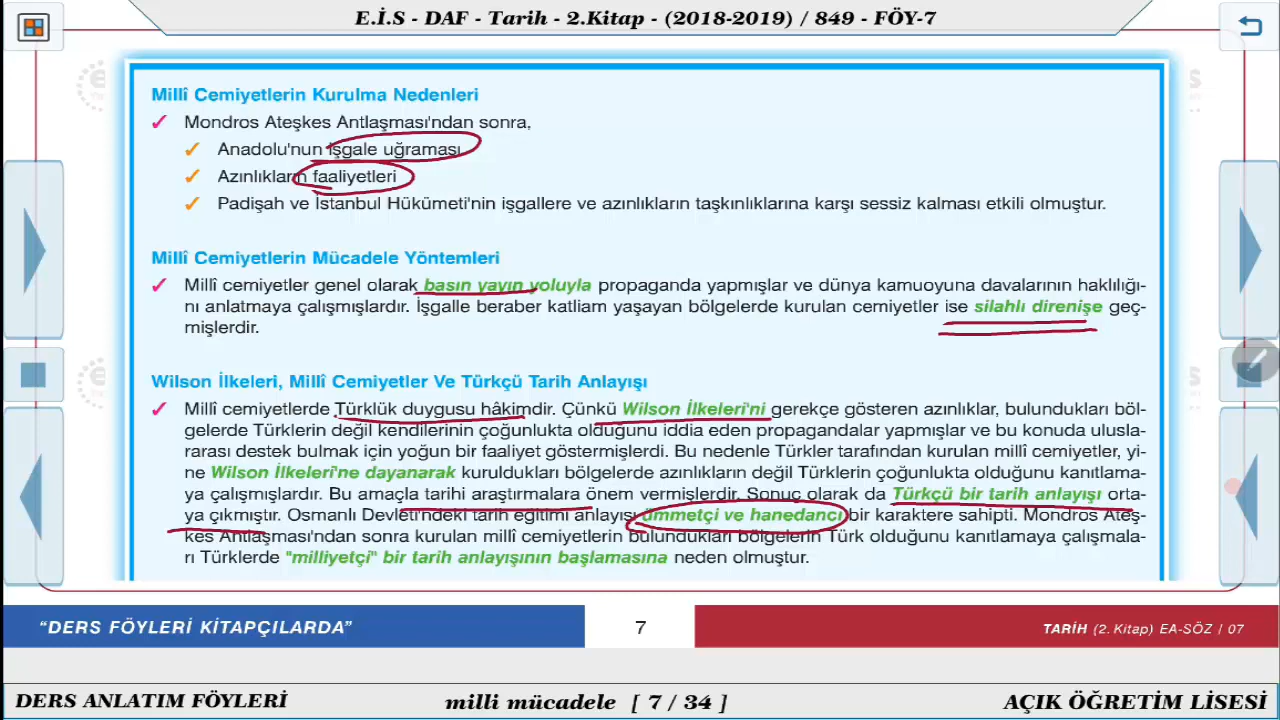 E.İ.S - DAF - Tarih - 2.Kitap - (2018-2019) / 849 - FÖY-7
Millî Cemiyetlerin Kurulma Nedenleri
Mondros Ateşkes Antlaşması'ndan sonra,
Anadolu'nun işgale uğraması
Azınlıkların faaliyetleri
Padişah ve İstanbul Hükümeti'nin işgallere ve azınlıkların taşkınlıklarına karşı sessiz kalması etkili olmuştur.
Millî Cemiyetlerin Mücadele Yöntemleri
Millî cemiyetler genel olarak basın yayın yoluyla propaganda yapmışlar ve dünya kamuoyuna davalarının haklılığı-
nı anlatmaya çalışmışlardır. İşgalle beraber katliam yaşayan bölgelerde kurulan cemiyetler ise silahlı direnişe geç-
mişlerdir.
Wilson İlkeleri, Millî Cemiyetler Ve Türkçü Tarih Anlayışı
Millî cemiyetlerde Türklük duygusu hâkimdir. Çünkü Wilson İlkeleri'ni gerekçe gösteren azınlıklar, bulundukları böl-
gelerde Türklerin değil kendilerinin çoğunlukta olduğunu iddia eden propagandalar yapmışlar ve bu konuda ulusla-
rarası destek bulmak için yoğun bir faaliyet göstermişlerdi. Bu nedenle Türkler tarafından kurulan millî cemiyetler, yi-
ne Wilson İlkeleri'ne dayanarak kuruldukları bölgelerde azınlıkların değil Türklerin çoğunlukta olduğunu kanıtlama-
ya çalışmışlardır. Bu amaçla tarihi araştırmalara önem vermişlerdir. Sonuç olarak da Türkçü bir tarih anlayışı orta-
ya çıkmıştır. Osmanlı Devleti'ndeki tarih eğitimi anlayışı ümmetçi ve hanedancı bir karaktere sahipti. Mondros Ateş-
kes Antlaşması'ndan sonra kurulan millî cemiyetlerin bulundukları bölgelerin Türk olduğunu kanıtlamaya çalışmala-
rı Türklerde "milliyetçi" bir tarih anlayışının başlamasına neden olmuştur.
"DERS FÖYLERİ KİTAPÇILARDA"
7
TARİH (2. Kitap) EA-SÖZ / 07
DERS ANLATIM FÖYLERİ
milli mücadele [ 7 / 34 ]
AÇIK ÖĞRETİM LİSESİ